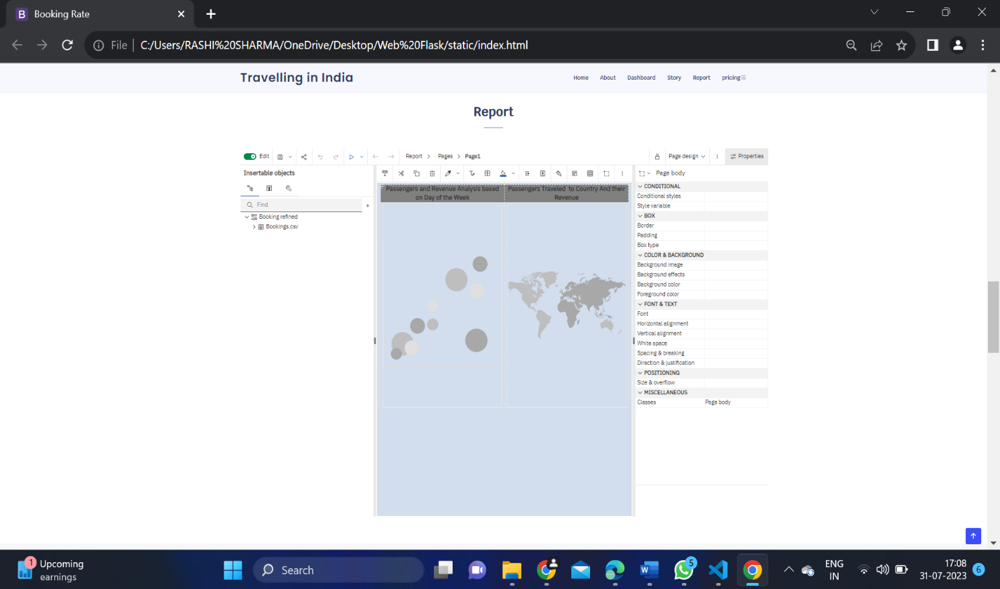 Booking Rate
File
C:/Users/RASHI%20SHARMA/OneDrive/Desktop/Web%20Flask/static/index.html
Travelling in India
Home About Dashboard Story Report pricing
Report
Edit
Report > Pages > Page1
Page design
Properties
Insertable objects
Find
Booking refined
Bookings.csv
Passengers and Revenue Analysis based
on Day of the Week
Passengers Traveled to Country And their
Revenue
Page body
CONDITIONAL
Conditional styles
Style variable
BOX
Border
Padding
Box type
COLOR & BACKGROUND
Background image
Background effects
Background color
Foreground color
FONT & TEXT
Font
Horizontal alignment
Vertical alignment
White space
Spacing & breaking
Direction & justification
POSITIONING
Size & overflow
MISCELLANEOUS
Classes Page body
1
Upcoming
earnings
Search
5
ENG
IN
17:08
31-07-2023
6